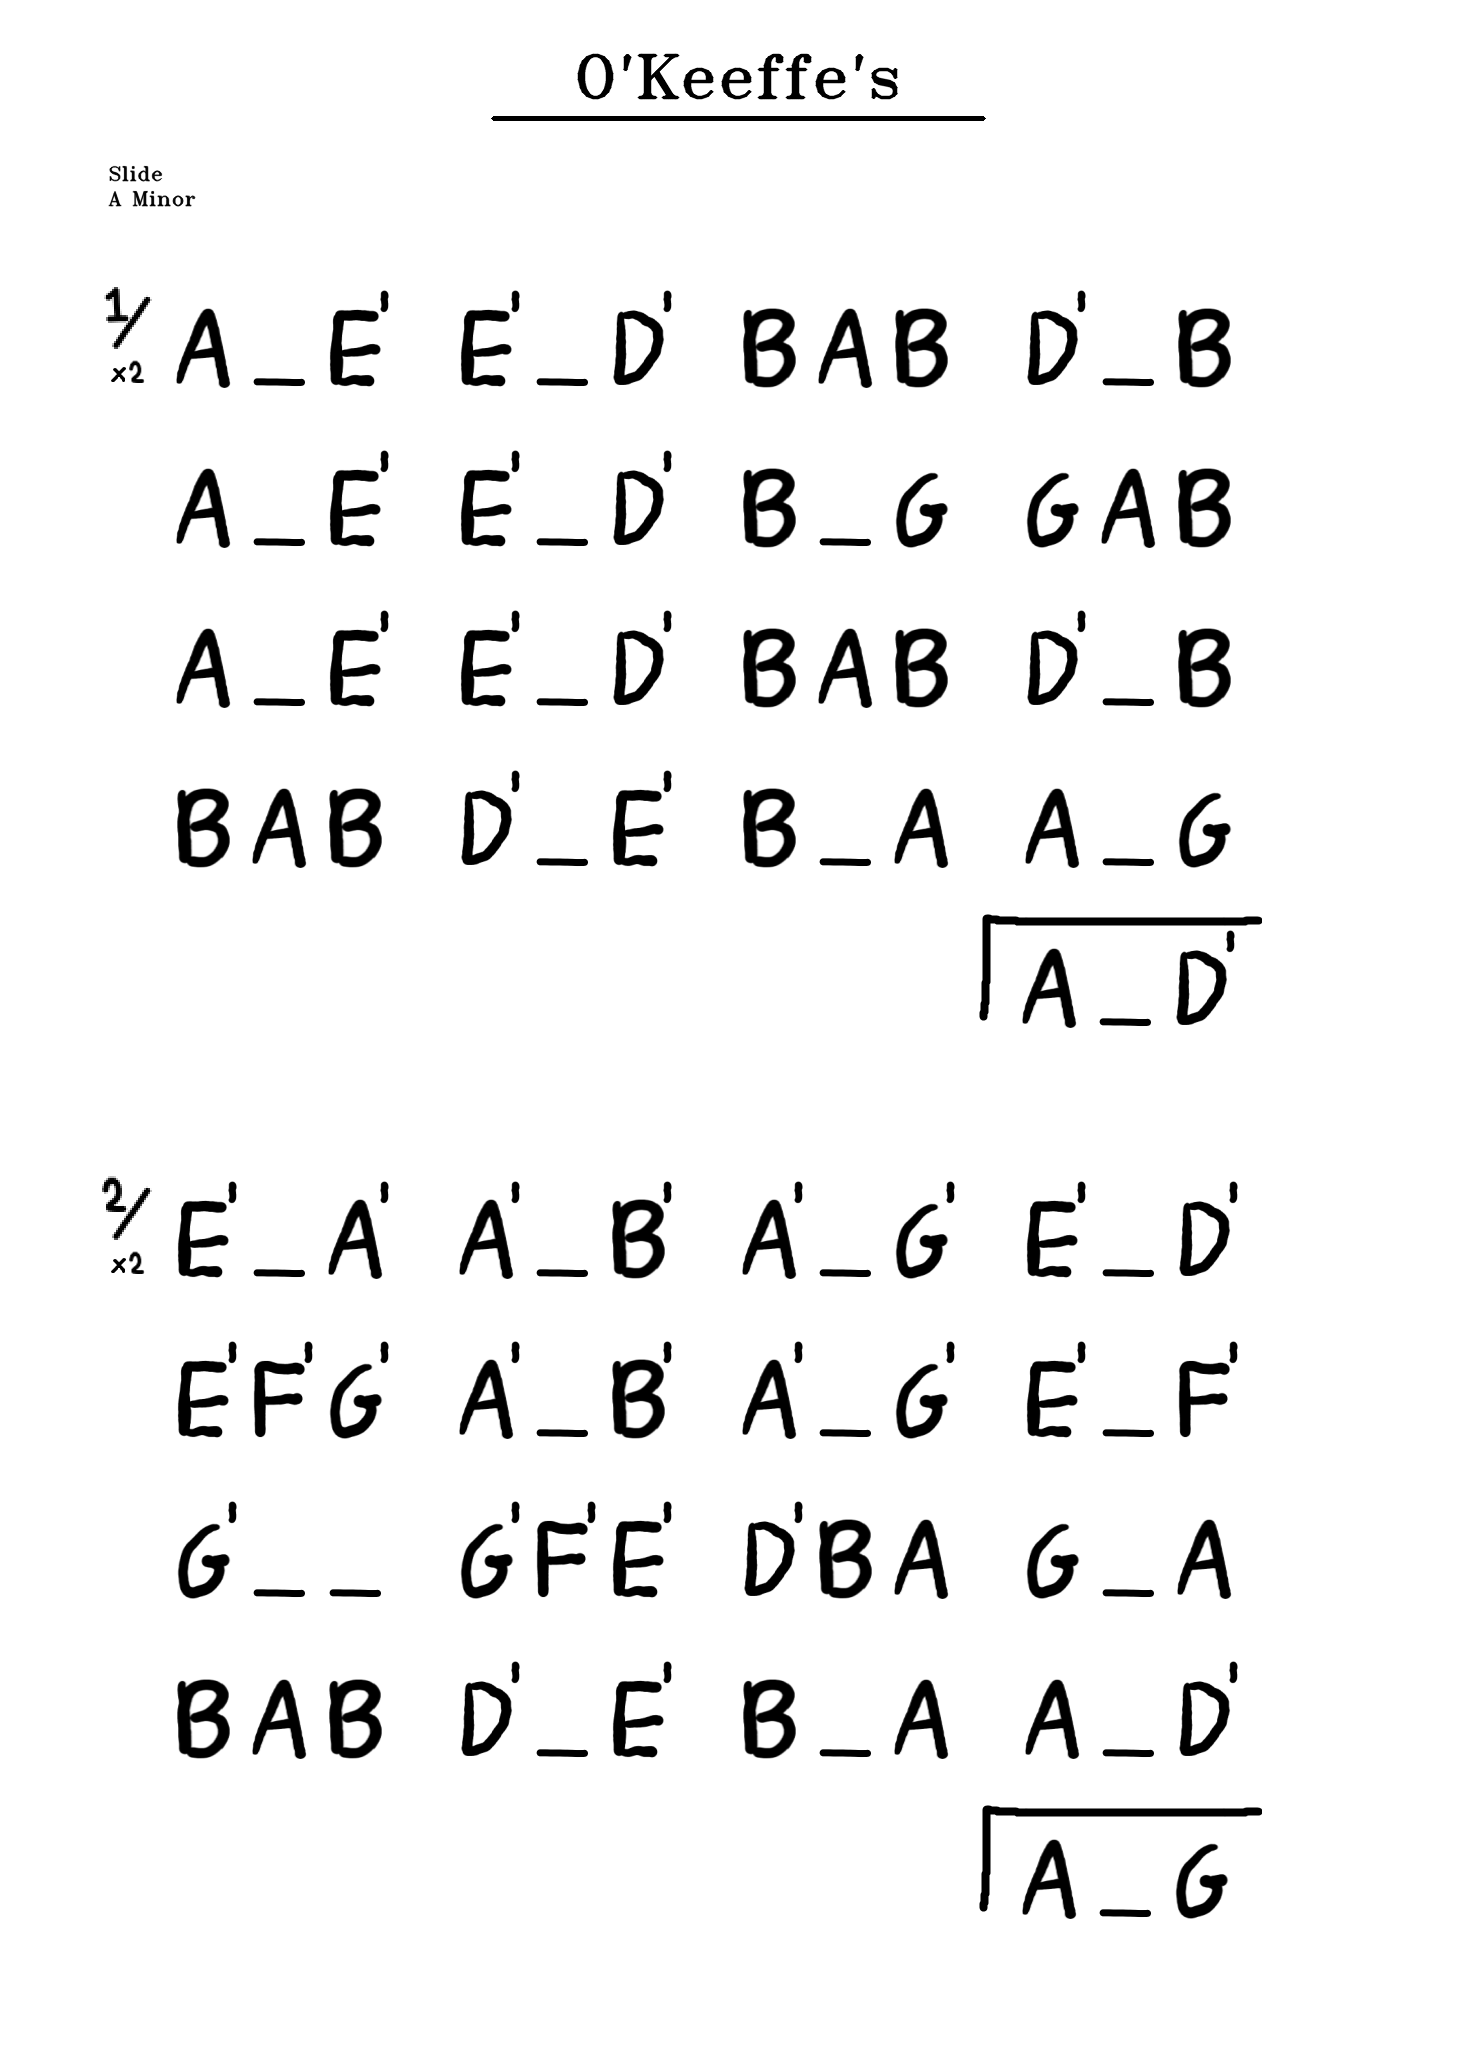 O'Keeffe's
Slide
A Minor
1/ x2 A_E' E'_D' BAB D'_B
A_E' E'_D' B_G GAB
A_E' E'_D' BAB D'_B
BAB D'_E' B_A A_G
A_D'
2/ x2 E'_A' A'_B' A'_G' E'_D'
E'F'G' A'_B' A'_G' E'_F'
G'__ G'F'E' D'BA G_A
BAB D'_E' B_A A_D'
A_G